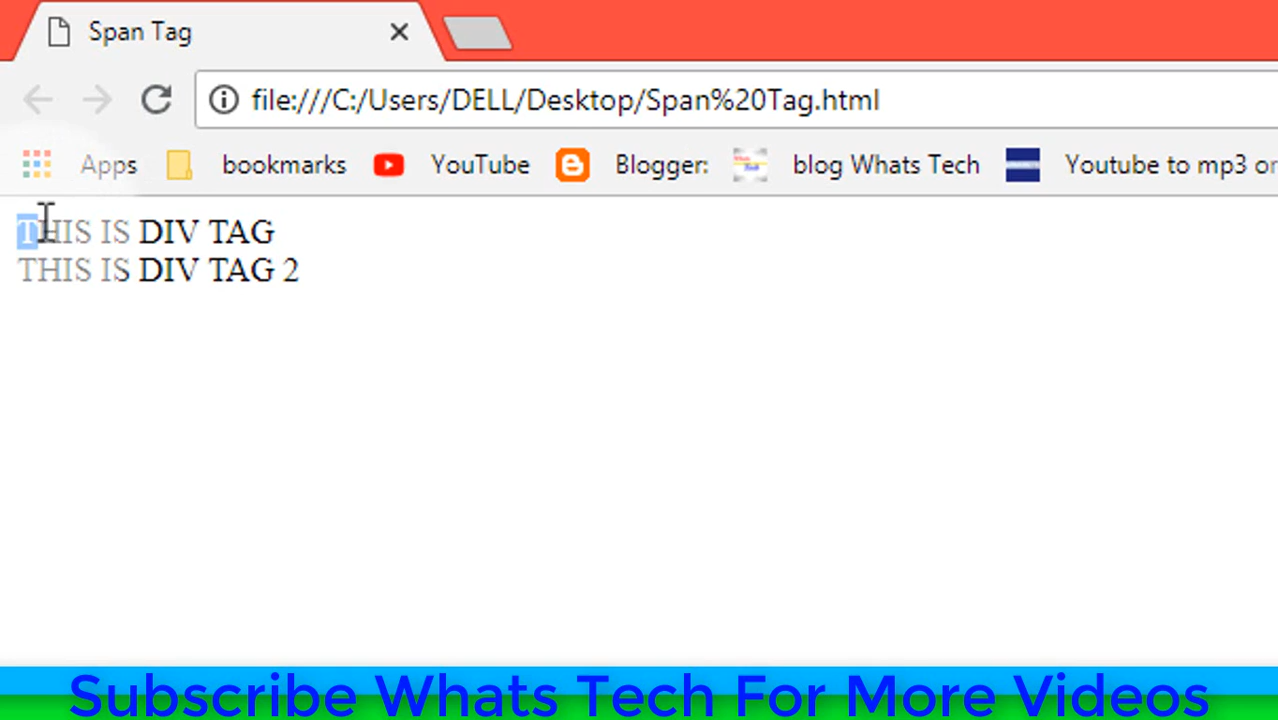 Span Tag
file:///C:/Users/DELL/Desktop/Span%20Tag.html
Apps bookmarks YouTube Blogger: blog Whats Tech Youtube to mp3 or
THIS IS DIV TAG
THIS IS DIV TAG 2
Subscribe Whats Tech For More Videos